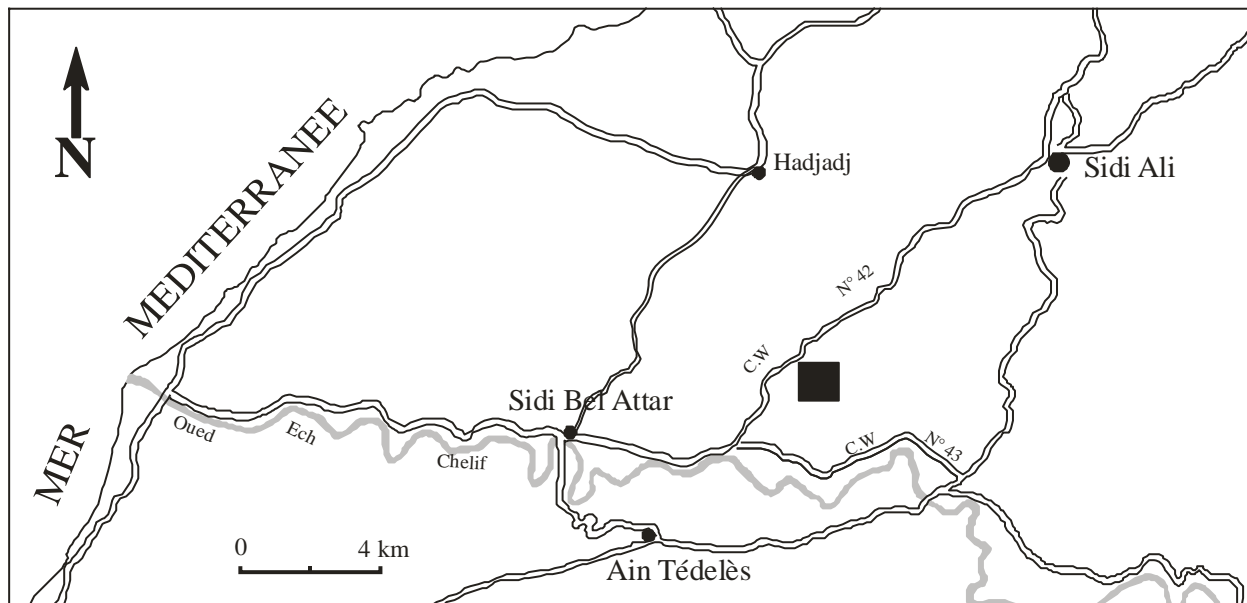 N
MER MEDITERRANEE
Hadjadj
Sidi Ali
C.W N° 42
Sidi Bel Attar
Oued Ech Chelif
C.W N° 43
0 4 km
Ain Tédelès